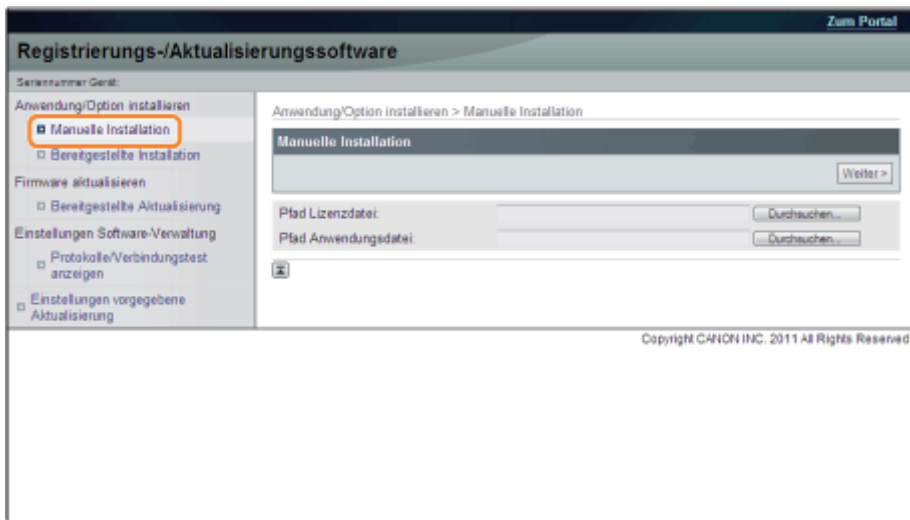 Zum Portal
Registrierungs-/Aktualisierungssoftware
Seriennummer Gerät:
Anwendung/Option installieren
Manuelle Installation
Bereitgestellte Installation
Firmware aktualisieren
Bereitgestellte Aktualisierung
Einstellungen Software-Verwaltung
Protokolle/Verbindungstest
anzeigen
Einstellungen vorgegebene
Aktualisierung
Anwendung/Option installieren > Manuelle Installation
Manuelle Installation
Weiter >
Pfad Lizenzdatei:
Durchsuchen...
Pfad Anwendungsdatei:
Durchsuchen...
Copyright CANON INC. 2011 All Rights Reserved